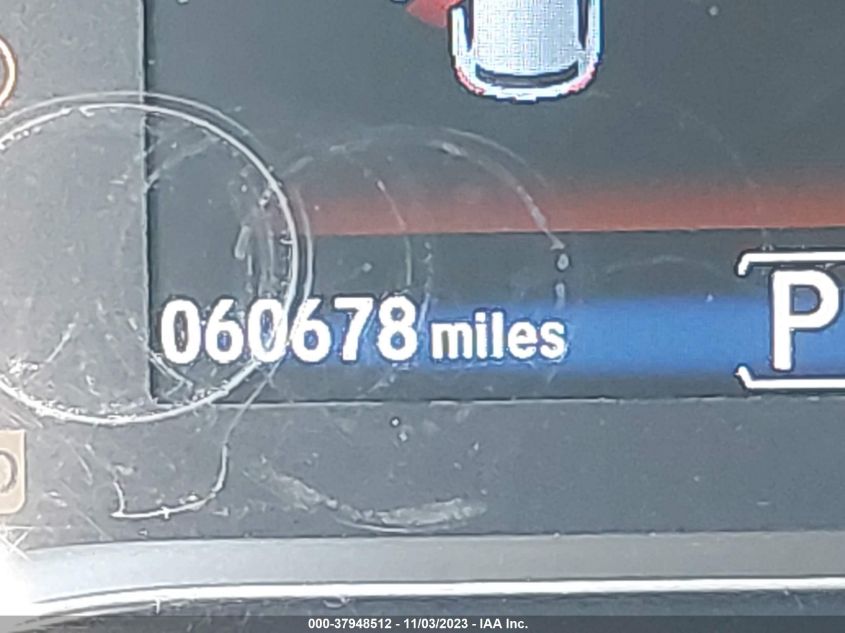 060678 miles P
000-37948512 - 11/03/2023 - IAA Inc.